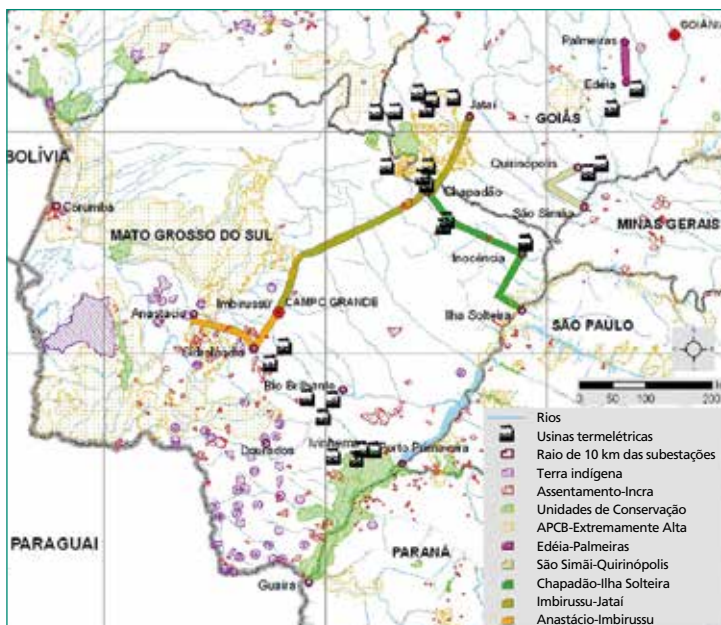 GOIÂNIA
Palmeiras
Edéia
Jataí
GOIÁS
BOLÍVIA
Quirinópolis
Corumba
Chapadão
São Simão
MINAS GERAIS
MATO GROSSO DO SUL
Inocência
Imbirussu
CAMPO GRANDE
Anastácio
Ilha Solteira
SÃO PAULO
Sidrolândia
Rio Brilhante
0 50 100 200
Ivinhema
Porto Primavera
Dourados
PARAGUAI
PARANÁ
Guaíra
Rios
Usinas termelétricas
Raio de 10 km das subestações
Terra indígena
Assentamento-Incra
Unidades de Conservação
APCB-Extremamente Alta
Edéia-Palmeiras
São Simãi-Quirinópolis
Chapadão-Ilha Solteira
Imbirussu-Jataí
Anastácio-Imbirussu